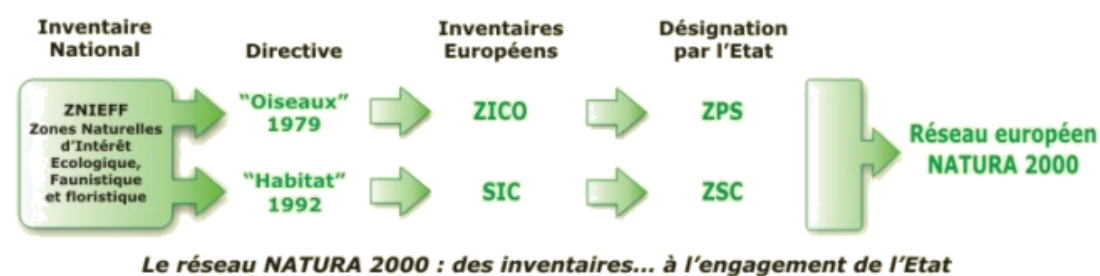 Inventaire
National
Directive
Inventaires
Européens
Désignation
par l'Etat
ZNIEFF
Zones Naturelles
d'Intérêt
Ecologique,
Faunistique
et floristique
"Oiseaux"
1979
ZICO
ZPS
"Habitat"
1992
SIC
ZSC
Réseau européen
NATURA 2000
Le réseau NATURA 2000 : des inventaires... à l'engagement de l'Etat